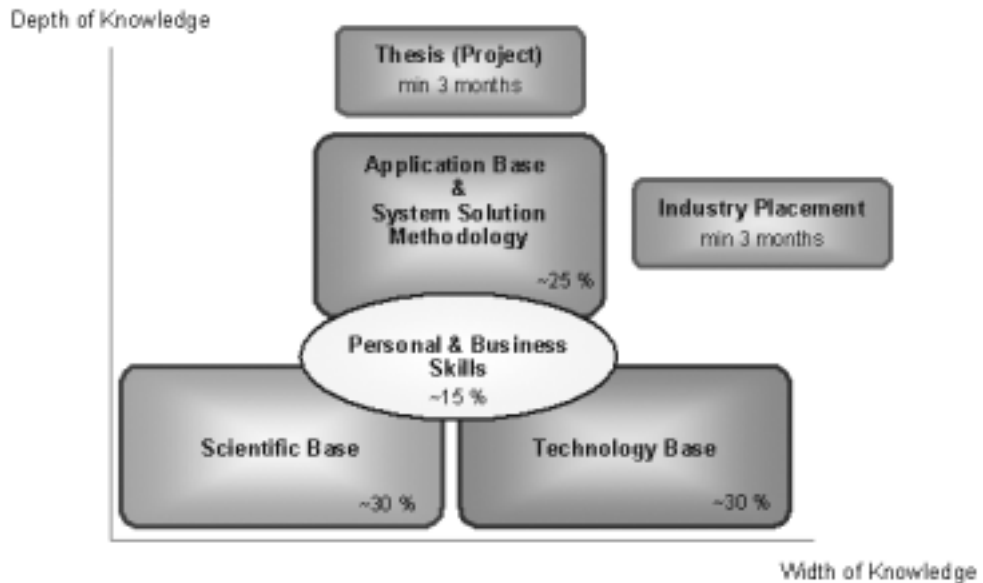 Depth of Knowledge
Thesis (Project)
min 3 months
Application Base
&
System Solution
Methodology
~25 %
Industry Placement
min 3 months
Personal & Business
Skills
~15 %
Scientific Base
~30 %
Technology Base
~30 %
Width of Knowledge